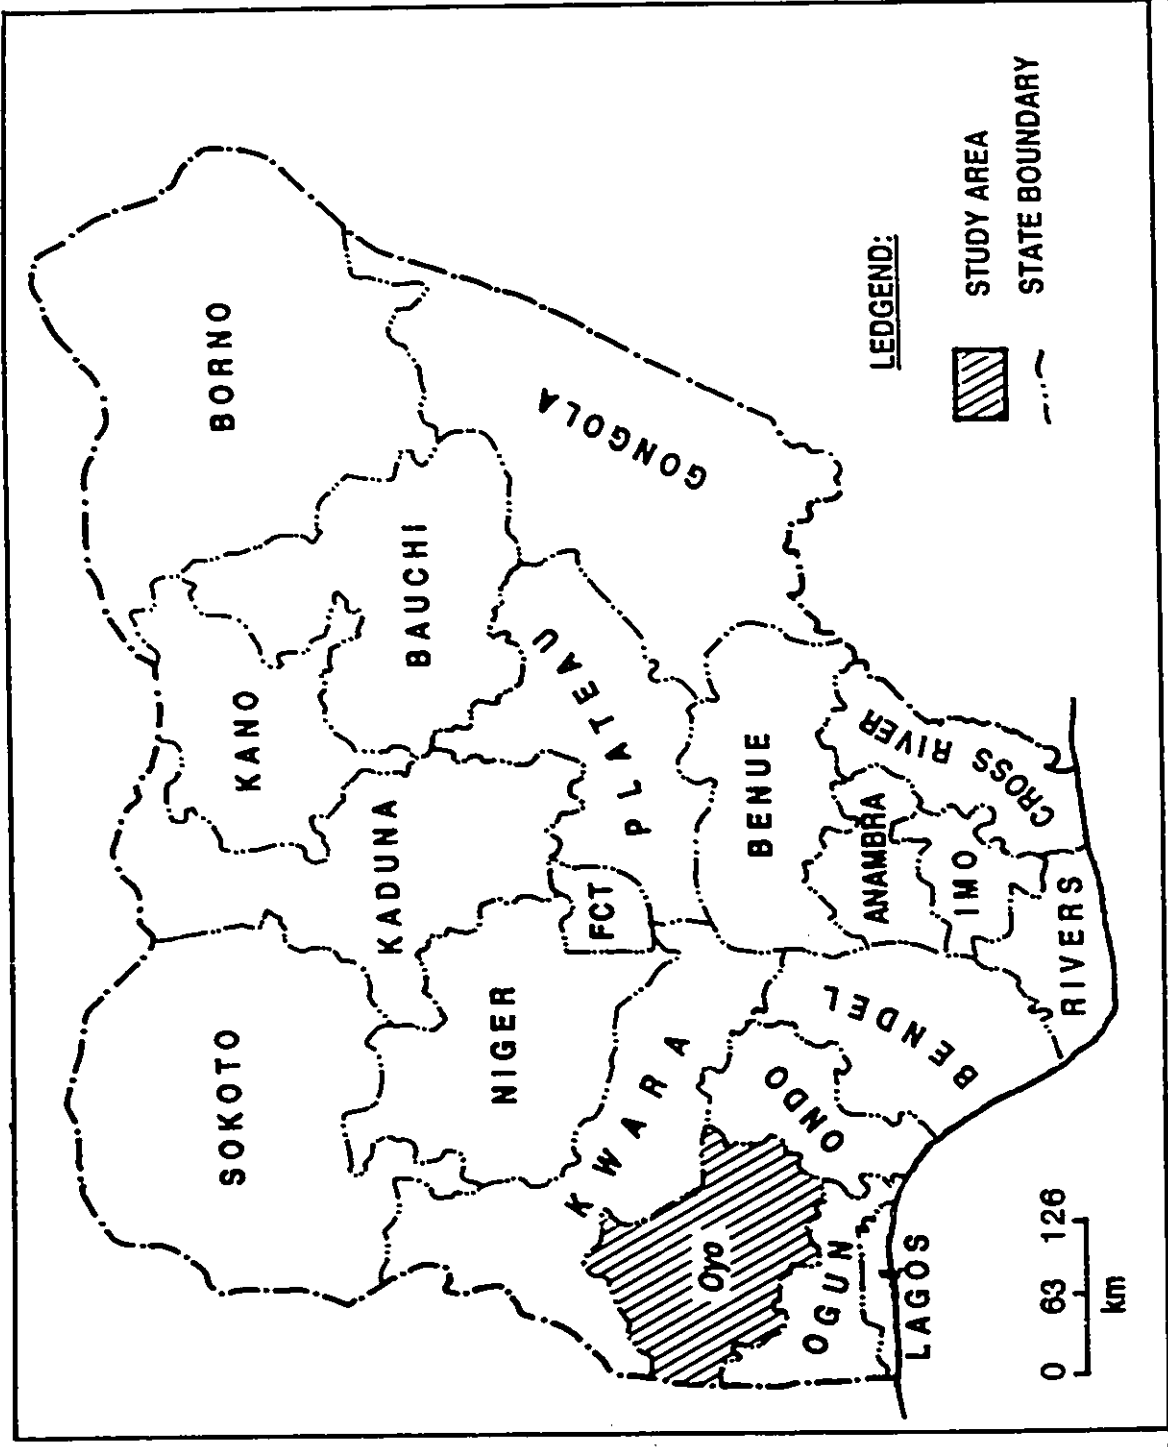 SOKOTO
KANO
BORNO
KADUNA
BAUCHI
NIGER
FCT
PLATEAU
GONGOLA
KWARA
BENUE
Oyo
ONDO
OGUN
BENDEL
ANAMBRA
IMO
CROSS RIVER
LAGOS
RIVERS
LEDGEND:
STUDY AREA
STATE BOUNDARY
0 63 126
km